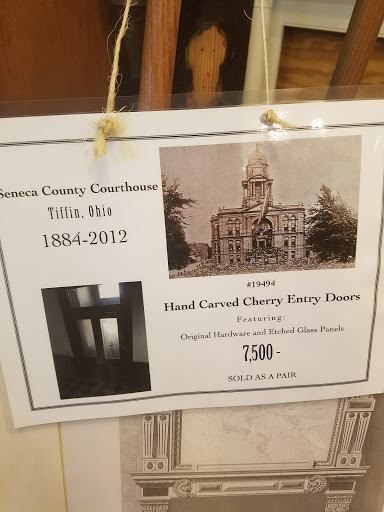 Seneca County Courthouse
Tiffin, Ohio
1884-2012
#19494
Hand Carved Cherry Entry Doors
Featuring:
Original Hardware and Etched Glass Panels
7,500 -
SOLD AS A PAIR